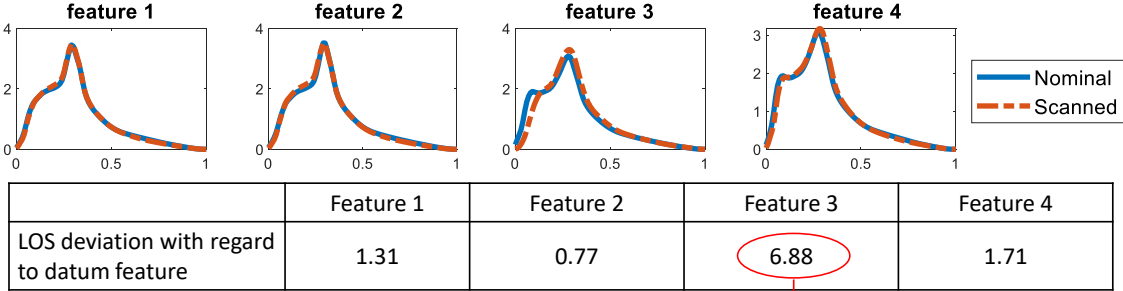 feature 1
feature 2
feature 3
feature 4
4
2
0
0
0.5
1
4
2
0
0
0.5
1
4
2
0
0
0.5
1
3
2
1
0
0
0.5
1
Nominal
Scanned
Feature 1
Feature 2
Feature 3
Feature 4
LOS deviation with regard
to datum feature
1.31
0.77
6.88
1.71